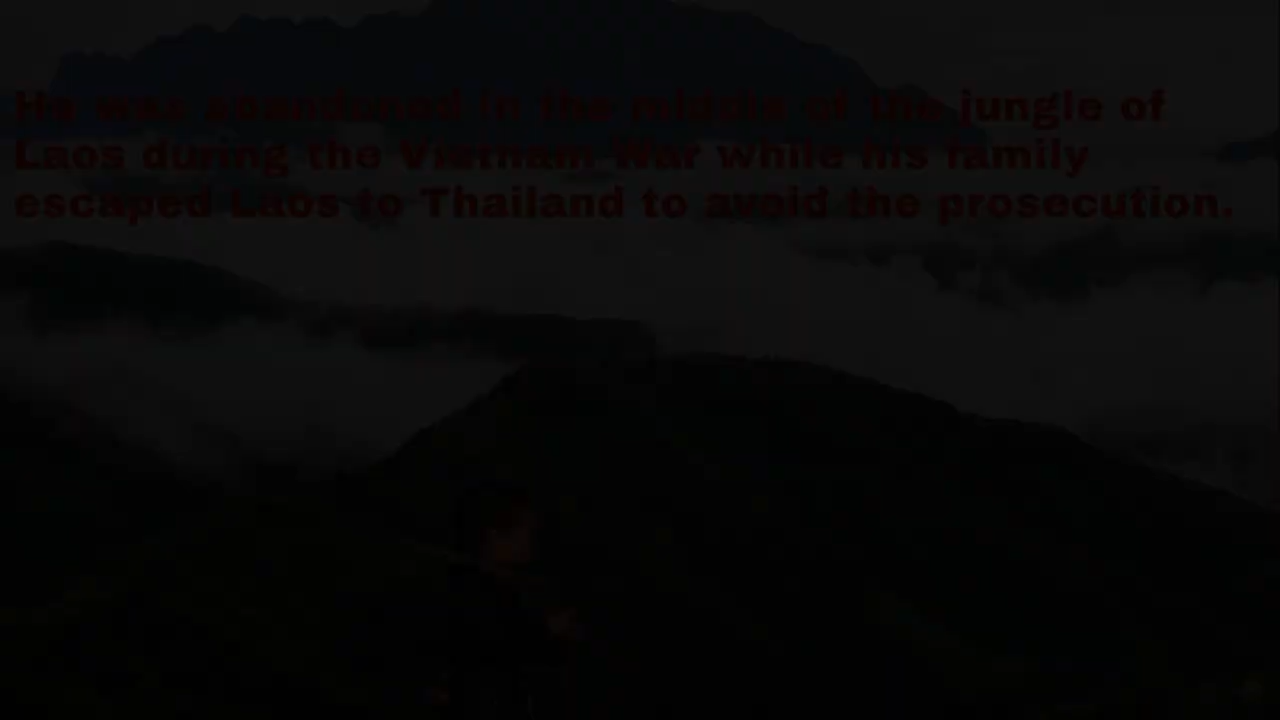 He was abandoned in the middle of the jungle of
Laos during the Vietnam War while his family
escaped Laos to Thailand to avoid the prosecution.